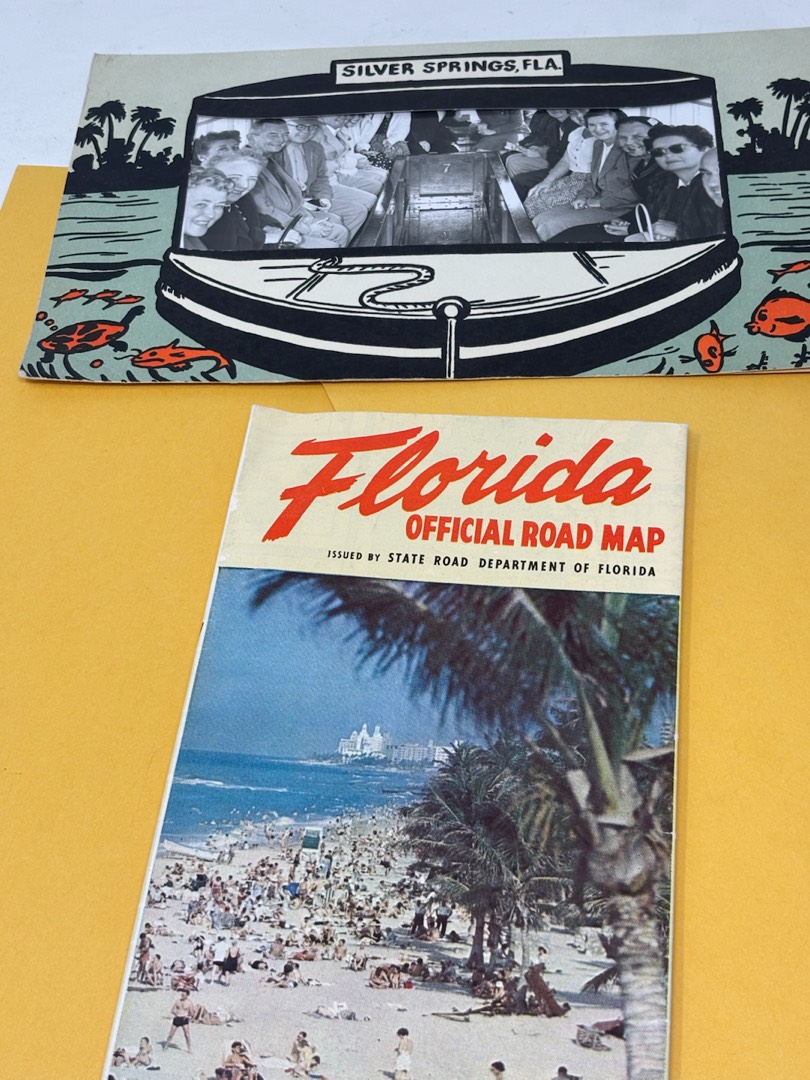 SILVER SPRINGS, FLA.
7
Florida
OFFICIAL ROAD MAP
ISSUED BY STATE ROAD DEPARTMENT OF FLORIDA